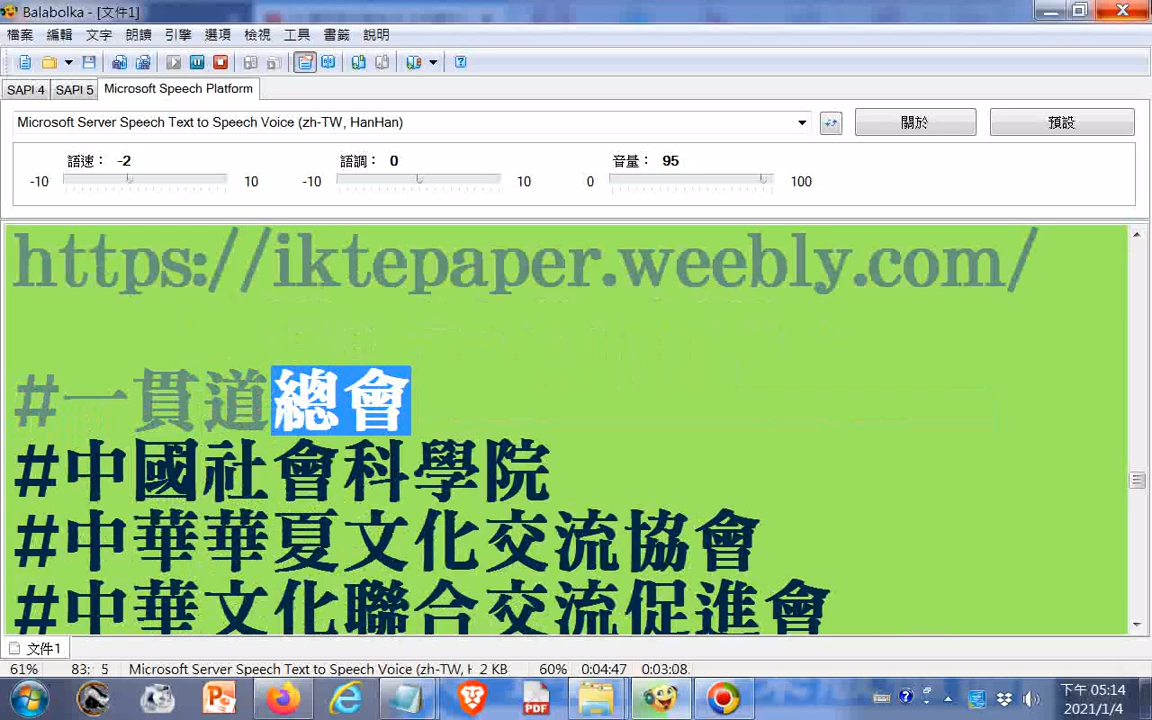 Balabolka - [文件1]
檔案 編輯 文字 朗讀 引擎 選項 檢視 工具 書籤 說明
SAPI 4 SAPI 5 Microsoft Speech Platform
Microsoft Server Speech Text to Speech Voice (zh-TW, HanHan) 關於 預設
語速： -2 語調： 0 音量： 95
-10 10 -10 10 0 100
https://iktepaper.weebly.com/
#一貫道總會
#中國社會科學院
#中華華夏文化交流協會
#中華文化聯合交流促進會
文件1
61% 83: 5 Microsoft Server Speech Text to Speech Voice (zh-TW, H 2 KB 60% 0:04:47 0:03:08
PDF
下午 05:14
2021/1/4